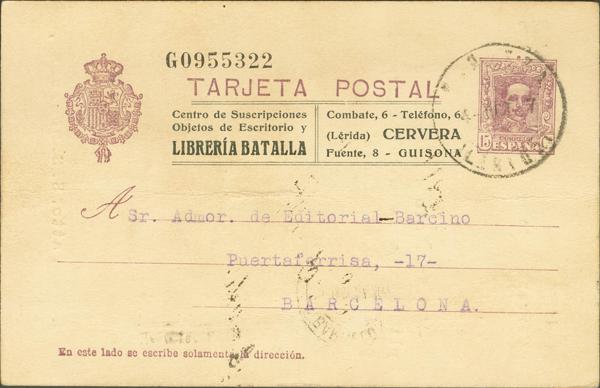 G0955322
TARJETA POSTAL
Centro de Suscripciones
Objetos de Escritorio y
LIBRERÍA BATALLA
Combate, 6 - Teléfono, 6
(Lérida) CERVERA
Fuente, 8 - GUISONA
15 CORREOS
ESPAÑA
A Sr. Admor. de Editorial Barcino
Puertaferrisa, -17-
BARCELONA.
En este lado se escribe solamente la dirección.